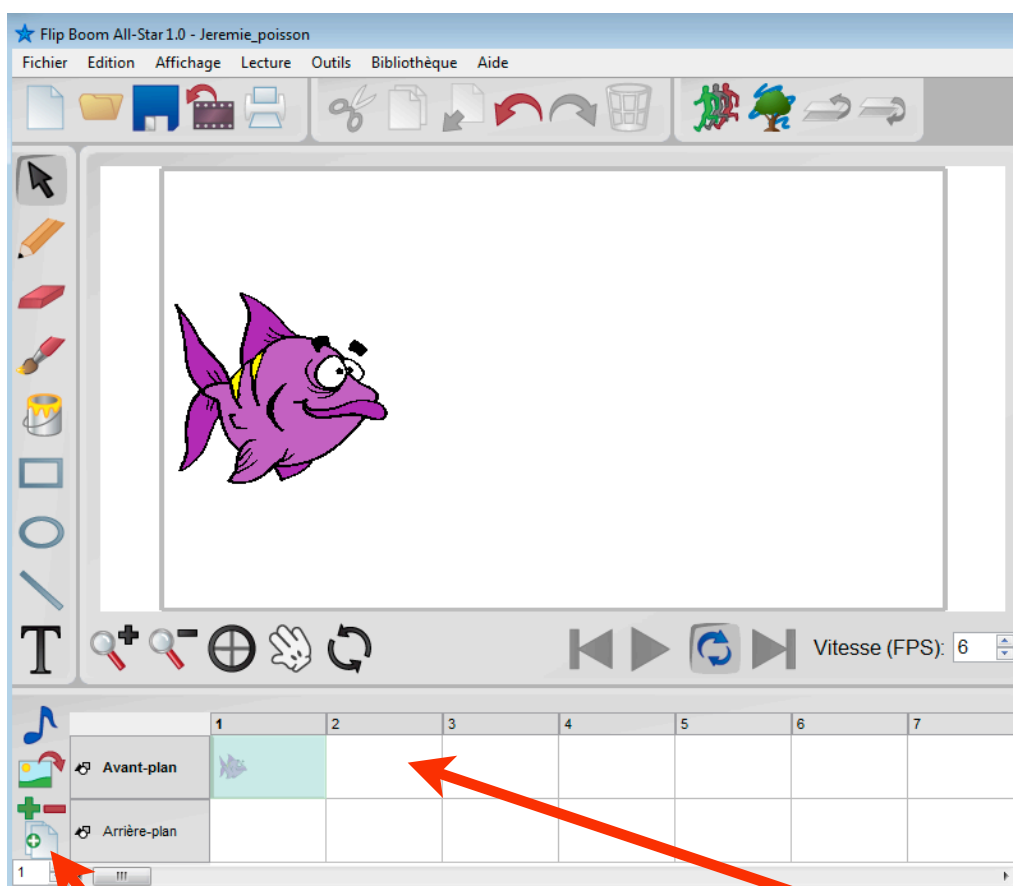 Flip Boom All-Star 1.0 - Jeremie_poisson
Fichier Edition Affichage Lecture Outils Bibliothèque Aide
T
Vitesse (FPS): 6
1 2 3 4 5 6 7
Avant-plan
Arrière-plan
1